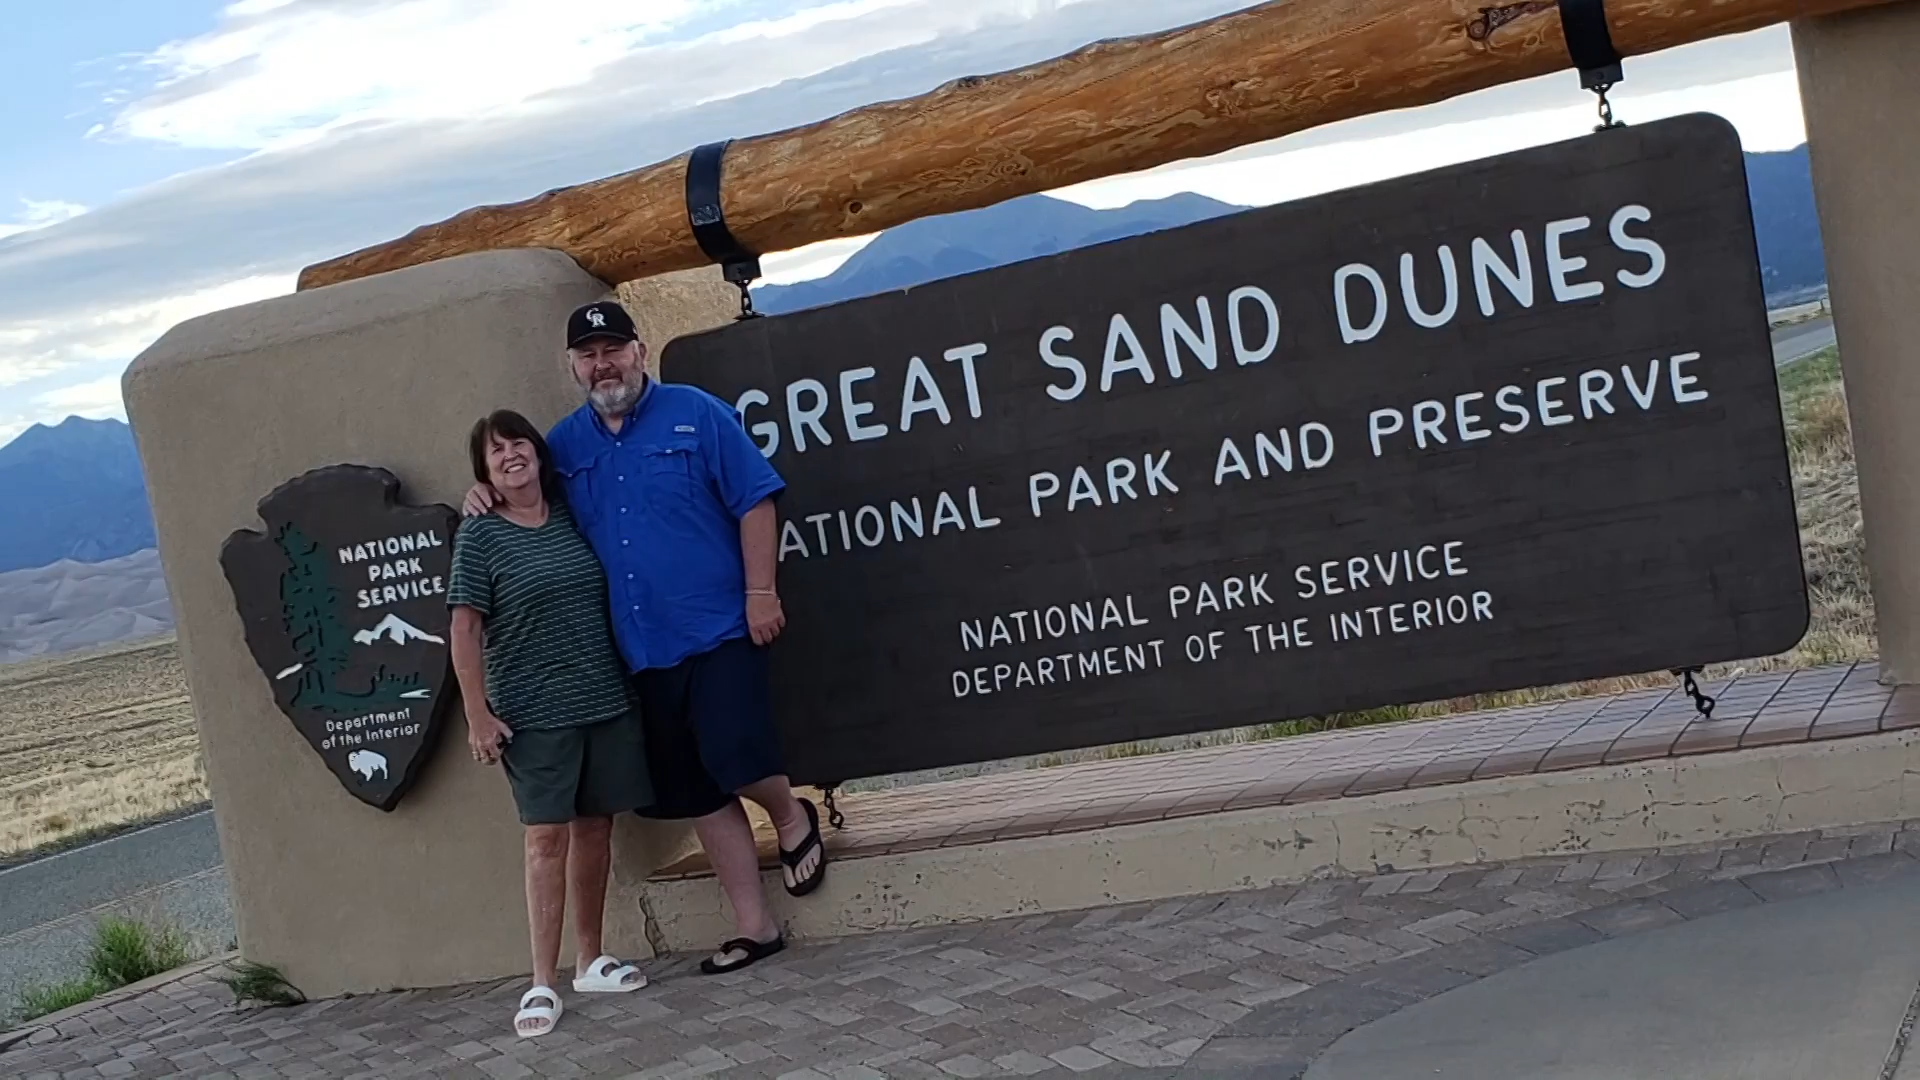 CR
NATIONAL
PARK
SERVICE
Department
of the Interior
GREAT SAND DUNES
ATIONAL PARK AND PRESERVE
NATIONAL PARK SERVICE
DEPARTMENT OF THE INTERIOR